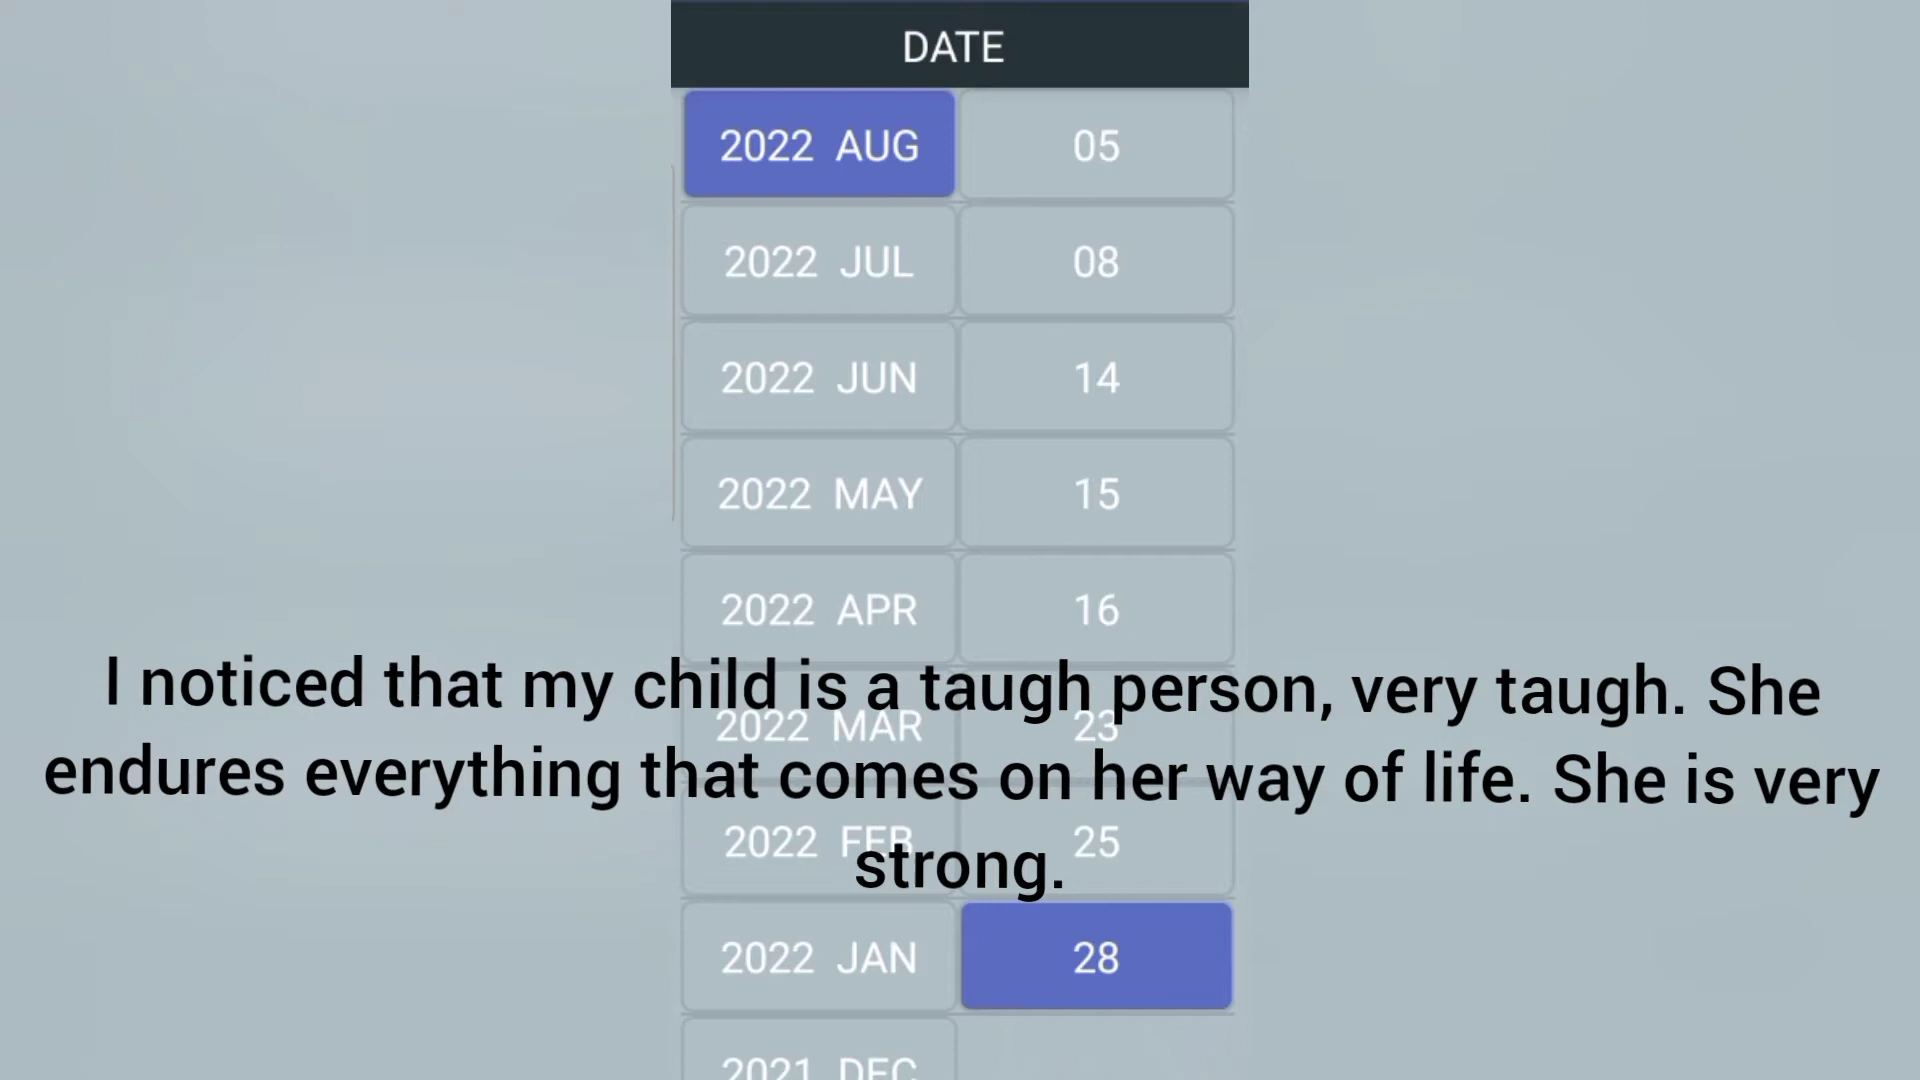 DATE
2022 AUG 05
2022 JUL 08
2022 JUN 14
2022 MAY 15
2022 APR 16
I noticed that my child is a taugh person, very taugh. She
2022 MAR 23
endures everything that comes on her way of life. She is very
2022 FEB 25
strong.
2022 JAN 28
2021 DEC